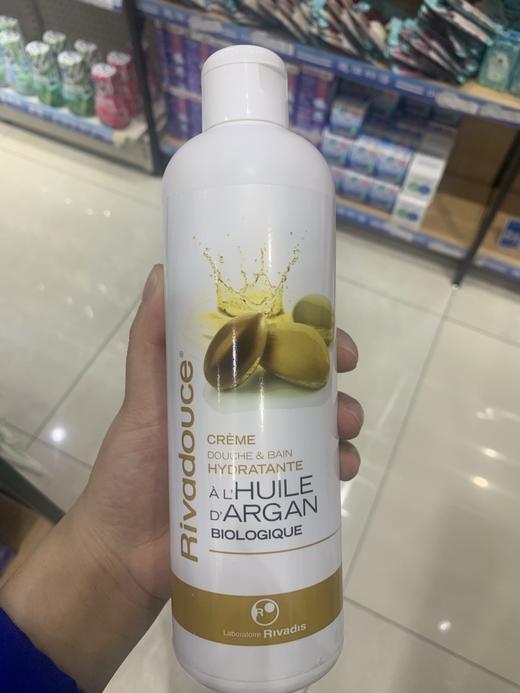 Rivadouce®
CRÈME
DOUCHE & BAIN
HYDRATANTE
À L'HUILE
D'ARGAN
BIOLOGIQUE
R
Laboratoire RIVADIS